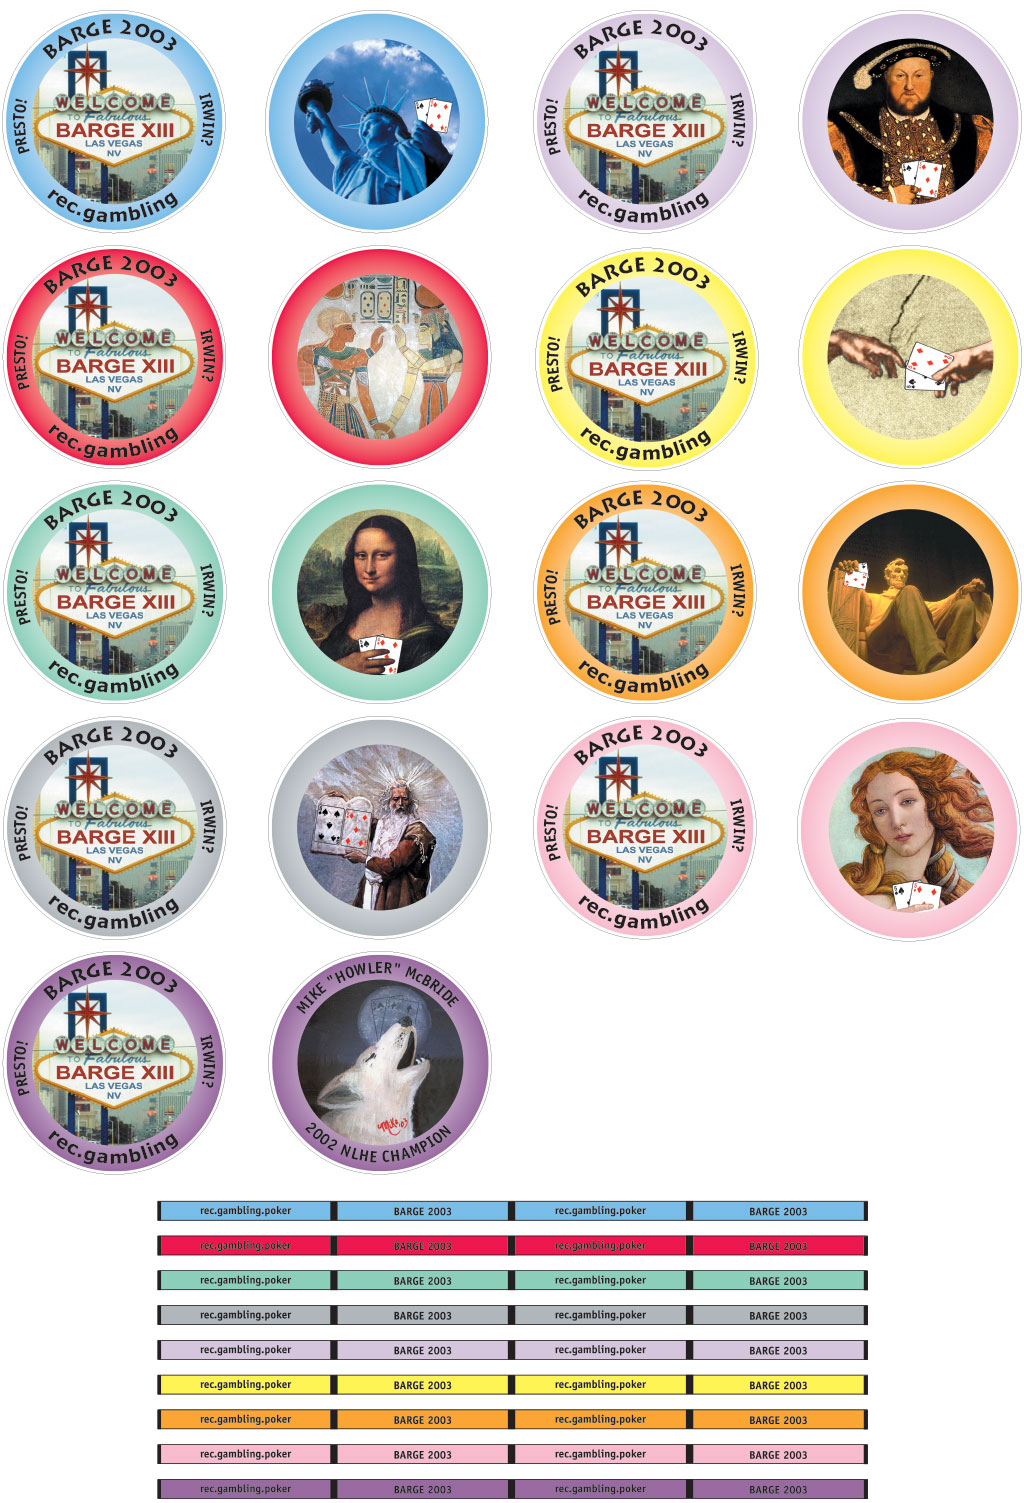 BARGE 2003
PRESTO!
IRWIN?
WELCOME
TO Fabulous
BARGE XIII
LAS VEGAS
NV
rec.gambling
BARGE 2003
PRESTO!
IRWIN?
WELCOME
TO Fabulous
BARGE XIII
LAS VEGAS
NV
rec.gambling
BARGE 2003
PRESTO!
IRWIN?
WELCOME
TO Fabulous
BARGE XIII
LAS VEGAS
NV
rec.gambling
BARGE 2003
PRESTO!
IRWIN?
WELCOME
TO Fabulous
BARGE XIII
LAS VEGAS
NV
rec.gambling
BARGE 2003
PRESTO!
IRWIN?
WELCOME
TO Fabulous
BARGE XIII
LAS VEGAS
NV
rec.gambling
BARGE 2003
PRESTO!
IRWIN?
WELCOME
TO Fabulous
BARGE XIII
LAS VEGAS
NV
rec.gambling
BARGE 2003
PRESTO!
IRWIN?
WELCOME
TO Fabulous
BARGE XIII
LAS VEGAS
NV
rec.gambling
BARGE 2003
PRESTO!
IRWIN?
WELCOME
TO Fabulous
BARGE XIII
LAS VEGAS
NV
rec.gambling
BARGE 2003
PRESTO!
IRWIN?
WELCOME
TO Fabulous
BARGE XIII
LAS VEGAS
NV
rec.gambling
MIKE "HOWLER" McBRIDE
2002 NLHE CHAMPION
rec.gambling.poker BARGE 2003 rec.gambling.poker BARGE 2003
rec.gambling.poker BARGE 2003 rec.gambling.poker BARGE 2003
rec.gambling.poker BARGE 2003 rec.gambling.poker BARGE 2003
rec.gambling.poker BARGE 2003 rec.gambling.poker BARGE 2003
rec.gambling.poker BARGE 2003 rec.gambling.poker BARGE 2003
rec.gambling.poker BARGE 2003 rec.gambling.poker BARGE 2003
rec.gambling.poker BARGE 2003 rec.gambling.poker BARGE 2003
rec.gambling.poker BARGE 2003 rec.gambling.poker BARGE 2003
rec.gambling.poker BARGE 2003 rec.gambling.poker BARGE 2003